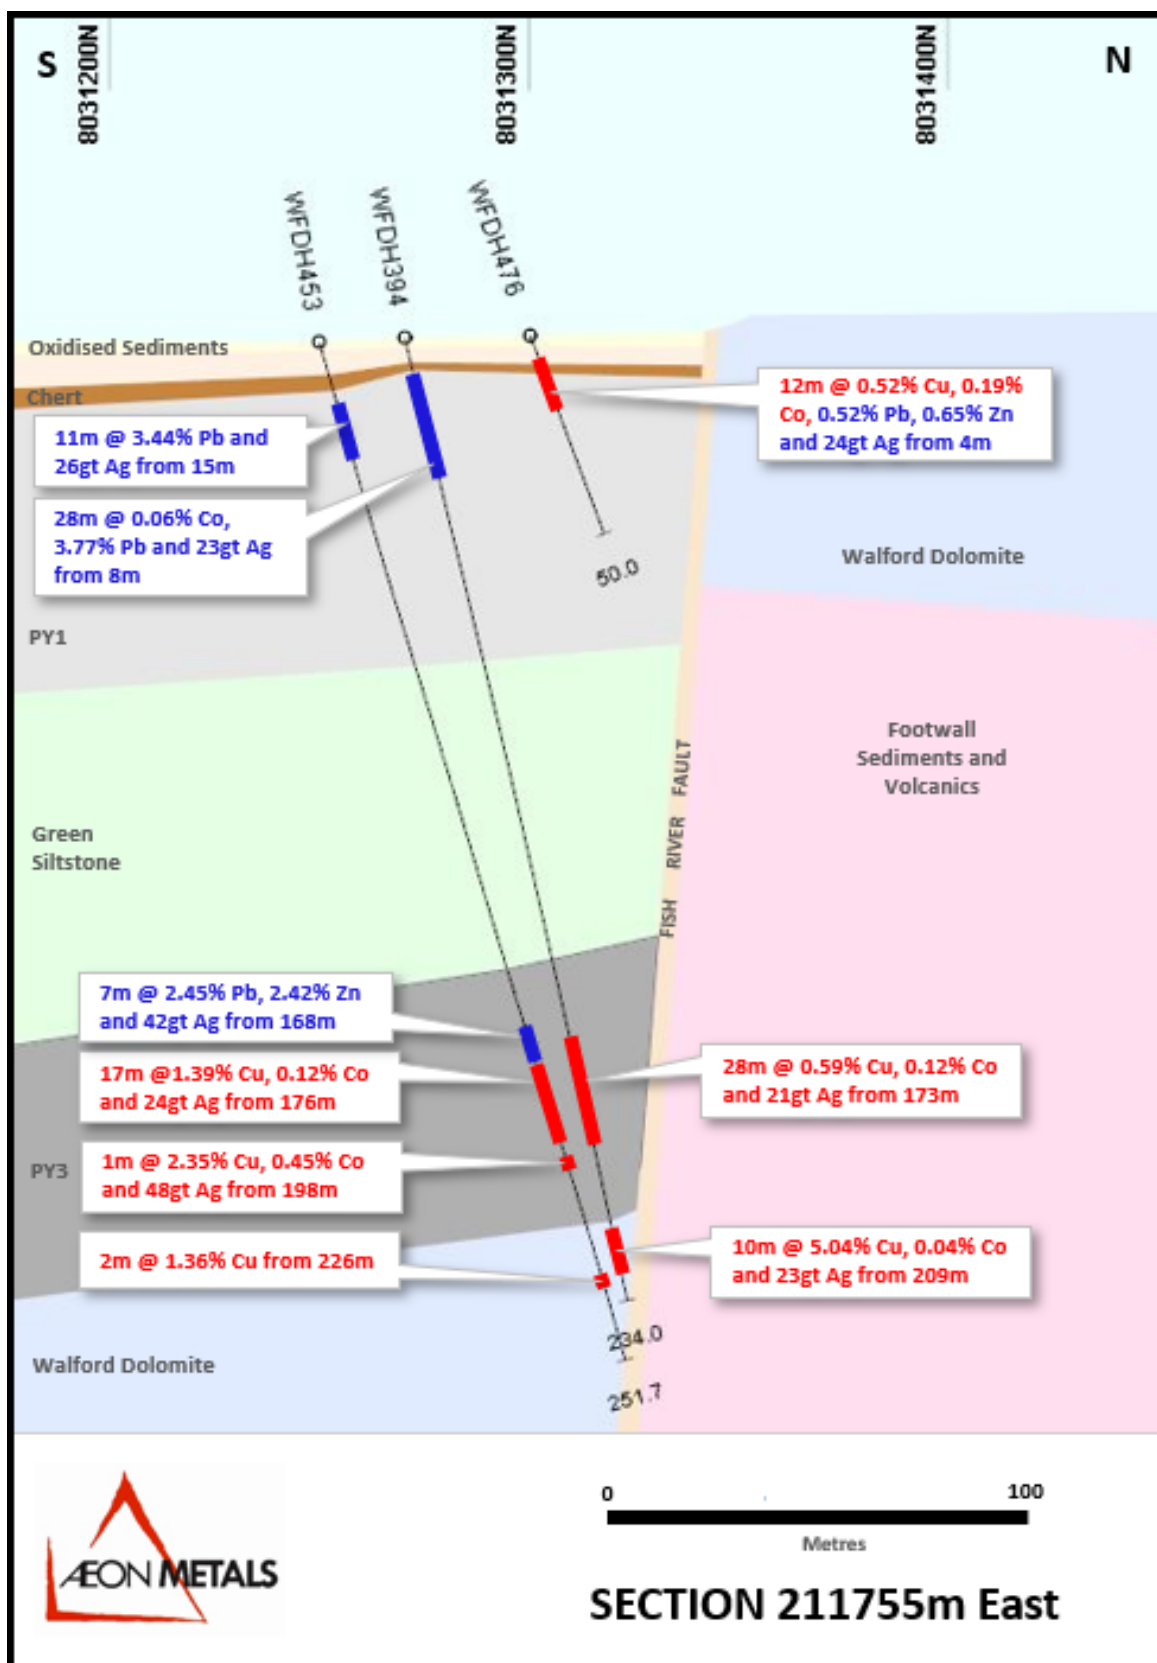 S
8031200N
8031300N
8031400N
N
WFDH453
WFDH394
WFDH476
Oxidised Sediments
Chert
11m @ 3.44% Pb and
26gt Ag from 15m
28m @ 0.06% Co,
3.77% Pb and 23gt Ag
from 8m
12m @ 0.52% Cu, 0.19%
Co, 0.52% Pb, 0.65% Zn
and 24gt Ag from 4m
Walford Dolomite
50.0
PY1
Footwall
Sediments and
Volcanics
Green
Siltstone
FISH RIVER FAULT
7m @ 2.45% Pb, 2.42% Zn
and 42gt Ag from 168m
17m @1.39% Cu, 0.12% Co
and 24gt Ag from 176m
28m @ 0.59% Cu, 0.12% Co
and 21gt Ag from 173m
PY3
1m @ 2.35% Cu, 0.45% Co
and 48gt Ag from 198m
2m @ 1.36% Cu from 226m
10m @ 5.04% Cu, 0.04% Co
and 23gt Ag from 209m
234.0
251.7
Walford Dolomite
ÆON METALS
0
100
Metres
SECTION 211755m East